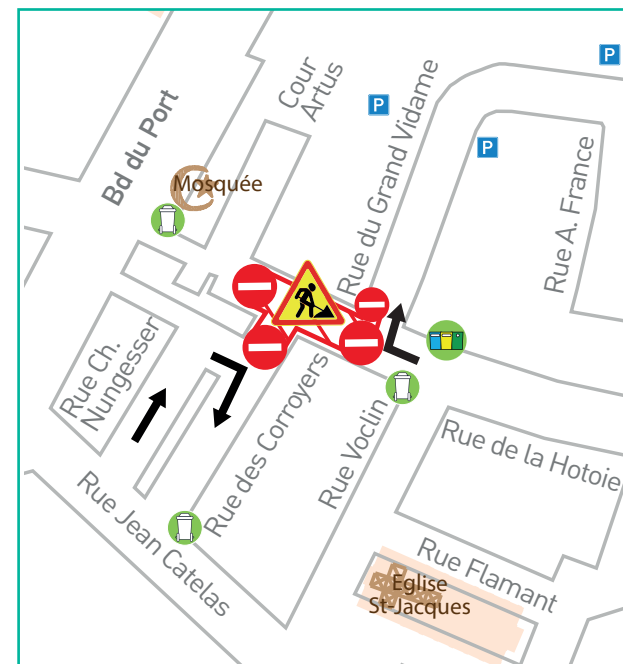 P
Cour
Artus
P
Bd du Port
P
Rue du Grand Vidame
Rue A. France
Mosquée
Rue Ch.
Nungesser
Rue des Corroyers
Rue Voclin
Rue de la Hotoie
Rue Jean Catelas
Rue Flamant
Eglise
St-Jacques